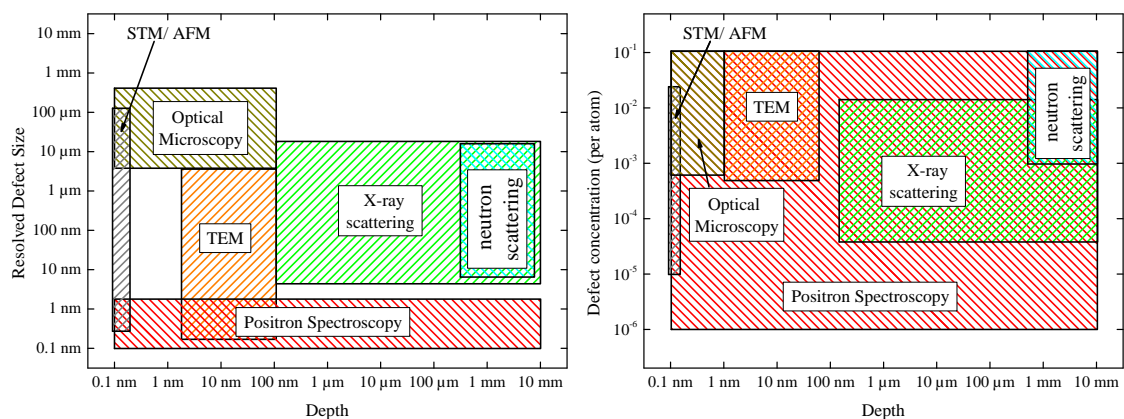 STM/ AFM
10 mm
1 mm
100 µm
10 µm
1 µm
100 nm
10 nm
1 nm
0.1 nm
Resolved Defect Size
Optical
Microscopy
TEM
X-ray
scattering
neutron
scattering
Positron Spectroscopy
0.1 nm 1 nm 10 nm 100 nm 1 µm 10 µm 100 µm 1 mm 10 mm
Depth
STM/ AFM
10-1
10-2
10-3
10-4
10-5
10-6
Defect concentration (per atom)
TEM
neutron
scattering
X-ray
scattering
Optical
Microscopy
Positron Spectroscopy
0.1 nm 1 nm 10 nm 100 nm 1 µm 10 µm 100 µm 1 mm 10 mm
Depth